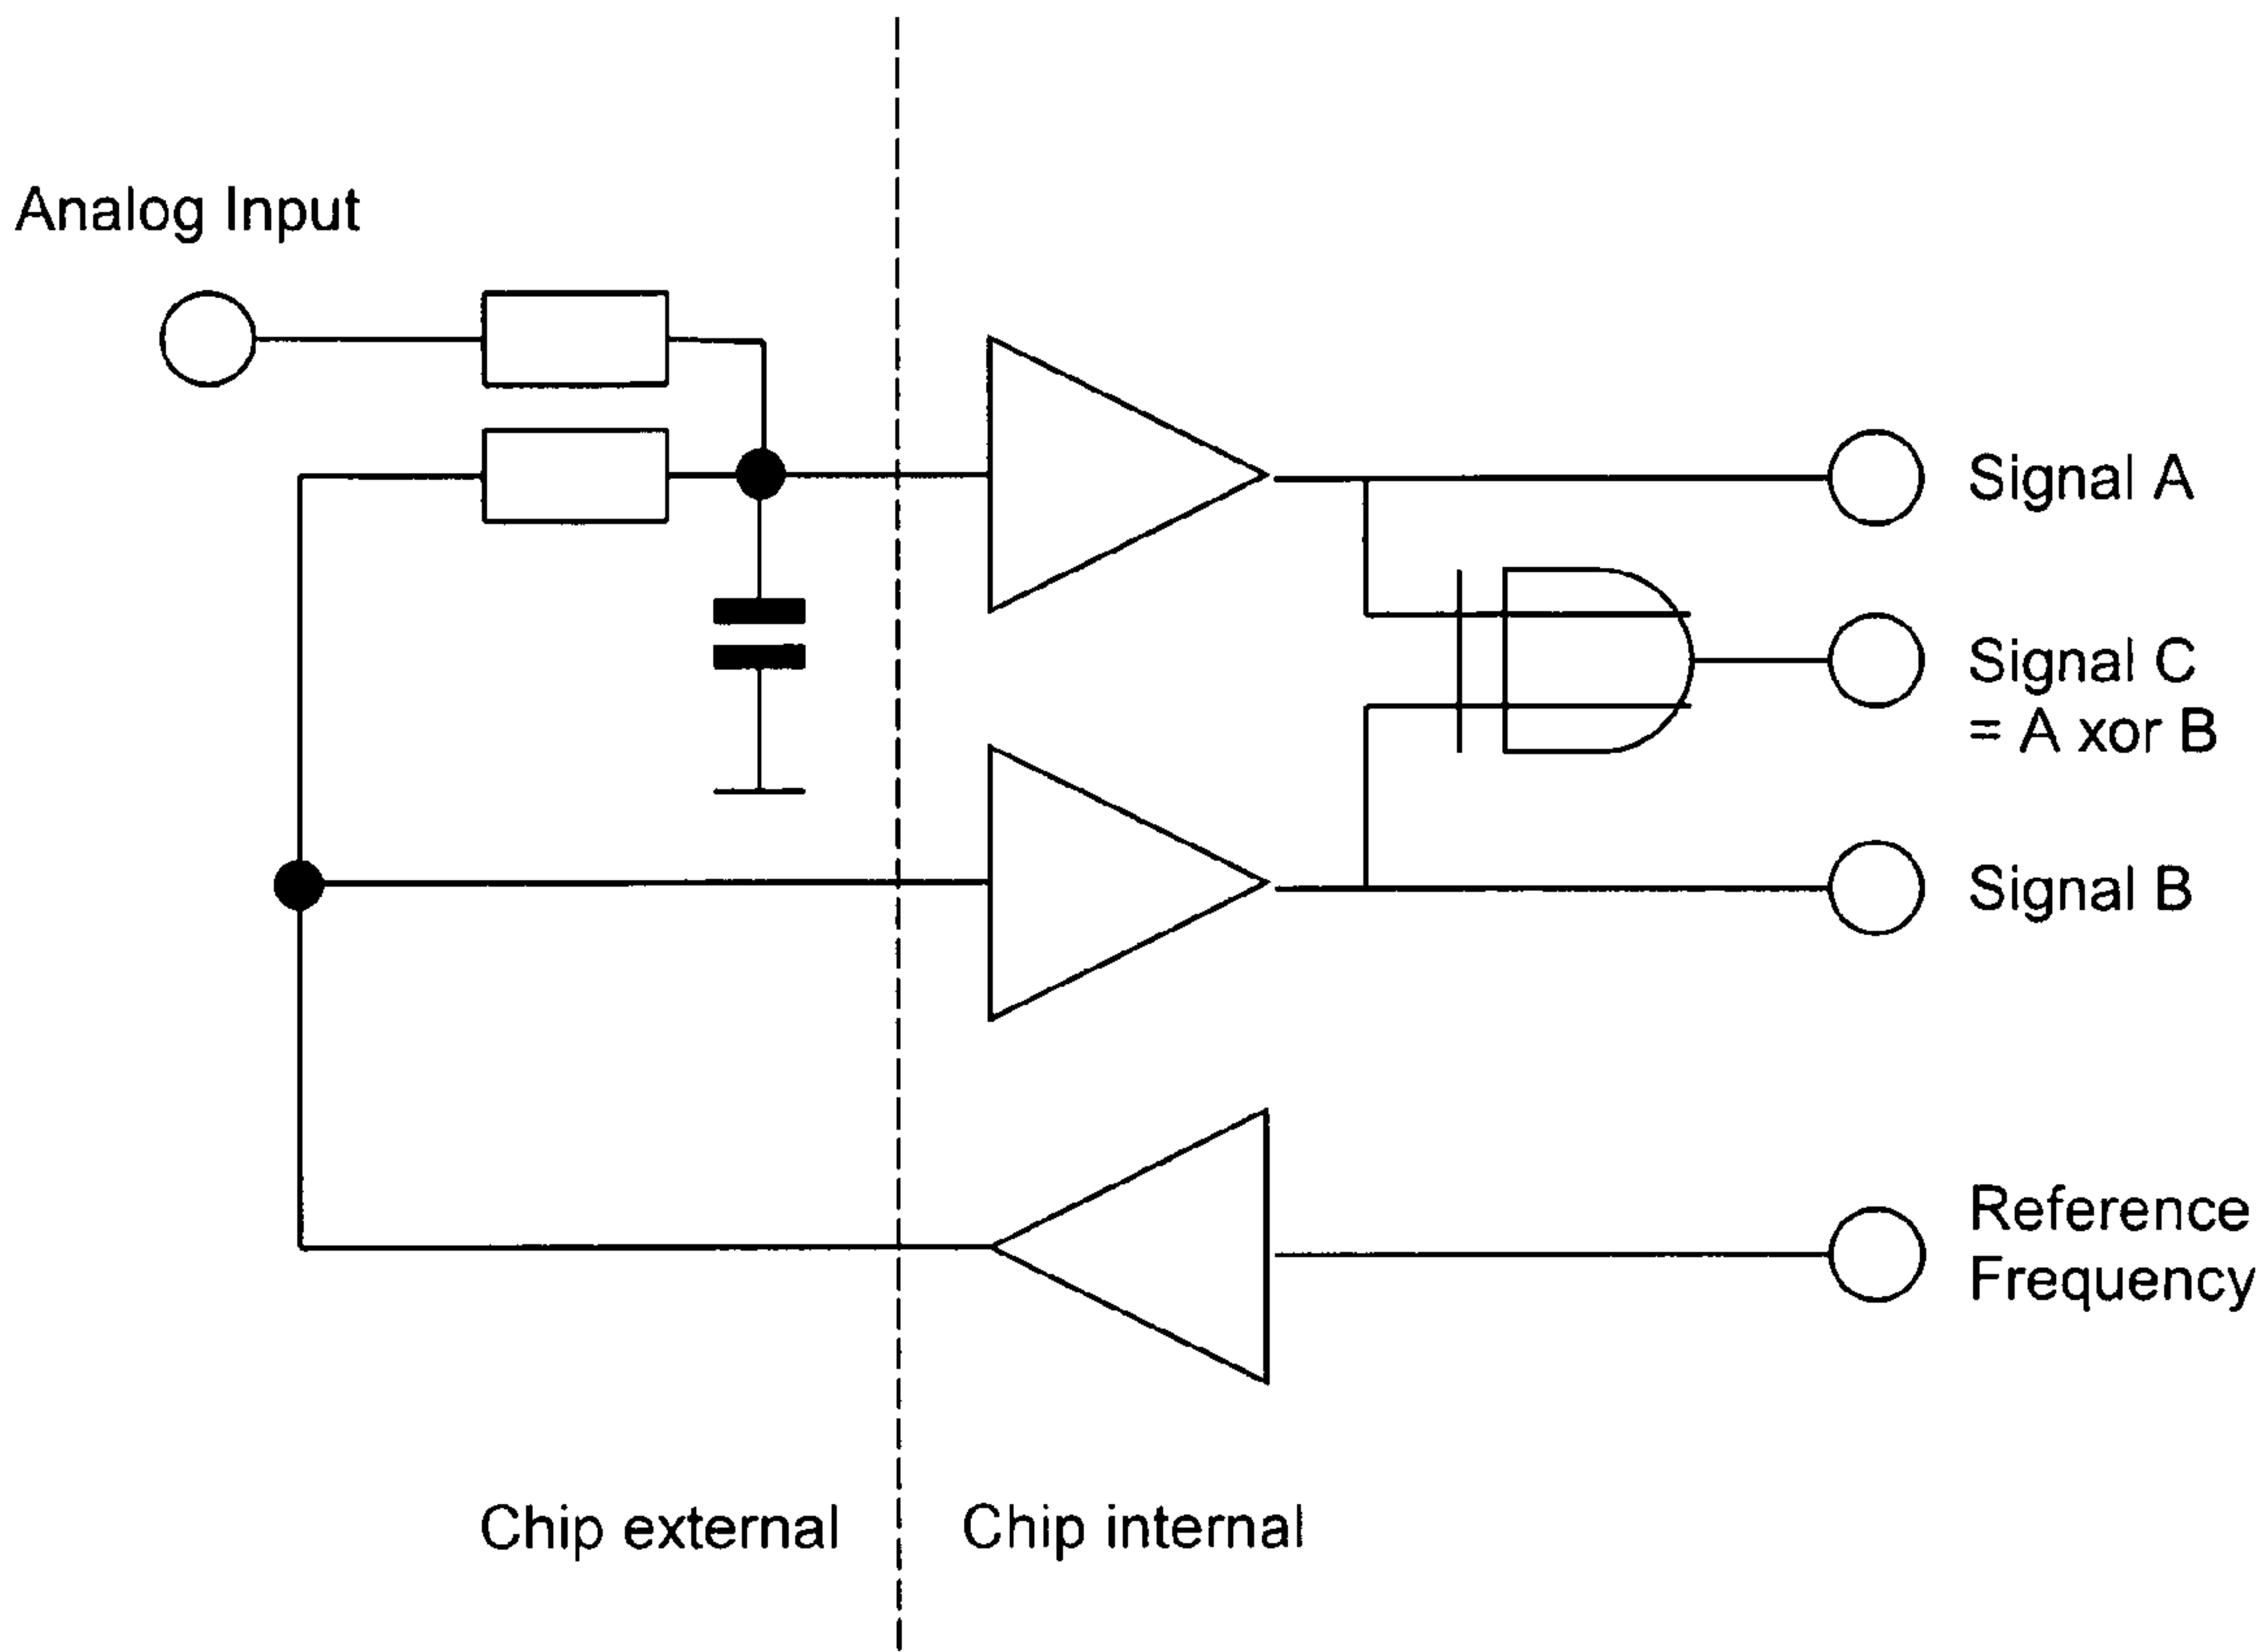 Analog Input
Signal A
Signal C
= A xor B
Signal B
Reference
Frequency
Chip external
Chip internal